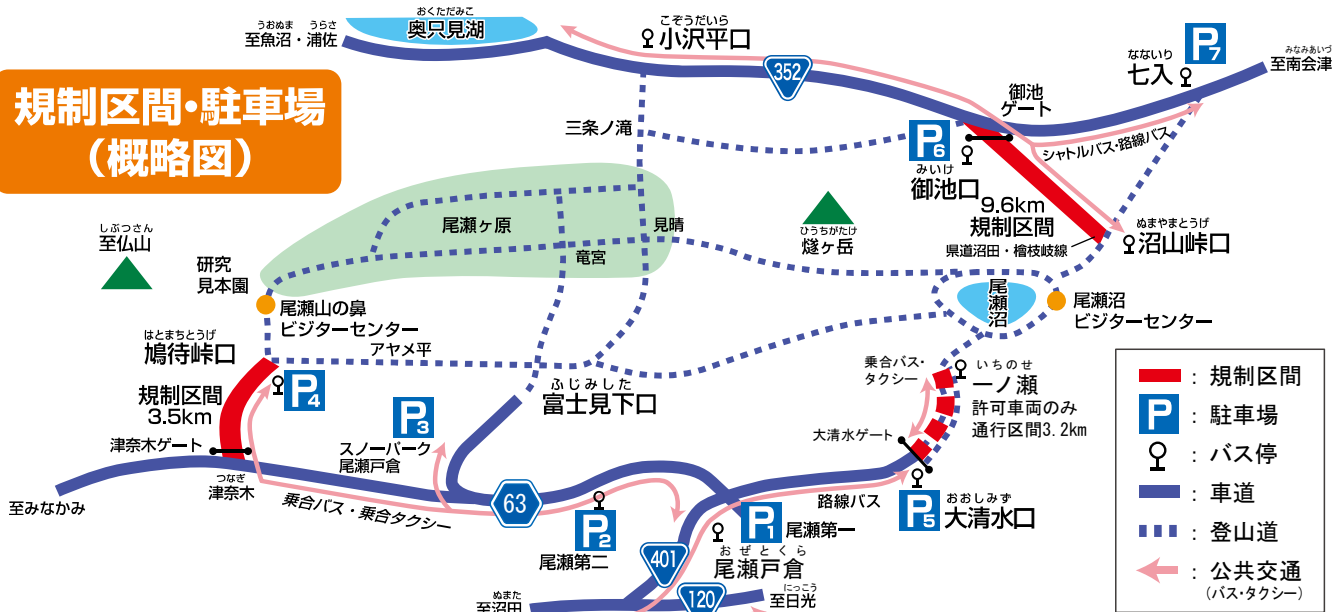 規制区間・駐車場
（概略図）
うおぬま うらさ
至魚沼・浦佐
おくただみこ
奥只見湖
こぞうだいら
小沢平口
352
なないり
七入
P7
みなみあいづ
至南会津
御池
ゲート
三条ノ滝
P6
みいけ
御池口
シャトルバス・路線バス
9.6km
規制区間
県道沼田・檜枝岐線
ぬまやまとうげ
沼山峠口
しぶつさん
至仏山
尾瀬ヶ原
見晴
竜宮
ひうちがたけ
燧ヶ岳
研究
見本園
尾瀬山の鼻
ビジターセンター
尾瀬沼
尾瀬沼
ビジターセンター
はとまちとうげ
鳩待峠口
アヤメ平
規制区間
3.5km
P4
P3
スノーパーク
尾瀬戸倉
ふじみした
富士見下口
乗合バス・
タクシー
いちのせ
一ノ瀬
許可車両のみ
通行区間3.2km
大清水ゲート
津奈木ゲート
つなぎ
津奈木
至みなかみ
乗合バス・乗合タクシー
63
P2
尾瀬第二
P1
尾瀬第一
路線バス
P5
おおしみず
大清水口
おぜとくら
尾瀬戸倉
401
120
ぬまた
至沼田
にっこう
至日光
：規制区間
P：駐車場
：バス停
：車道
：登山道
：公共交通
（バス・タクシー）